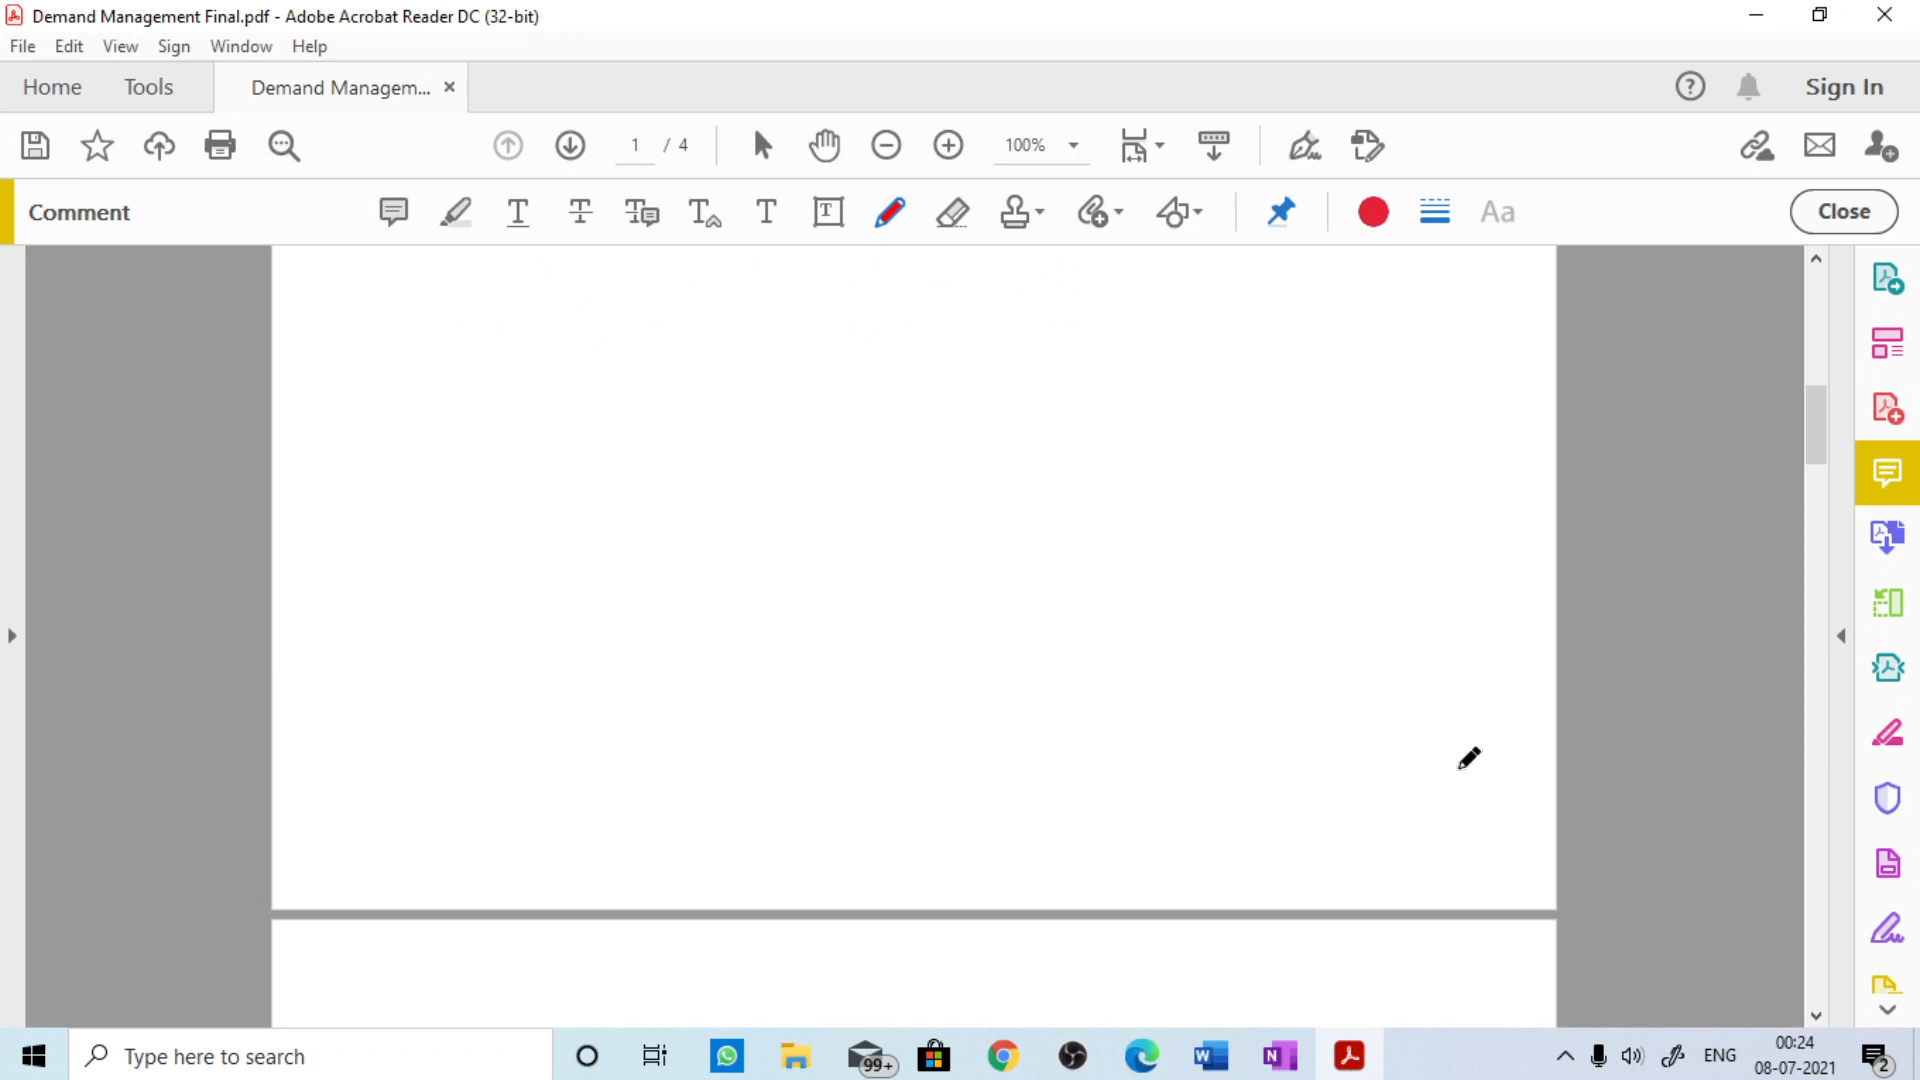 Demand Management Final.pdf - Adobe Acrobat Reader DC (32-bit)
File Edit View Sign Window Help
Home Tools Demand Managem... Sign In
1 / 4 100%
Comment Aa Close
Type here to search 99+ ENG 00:24
08-07-2021 2